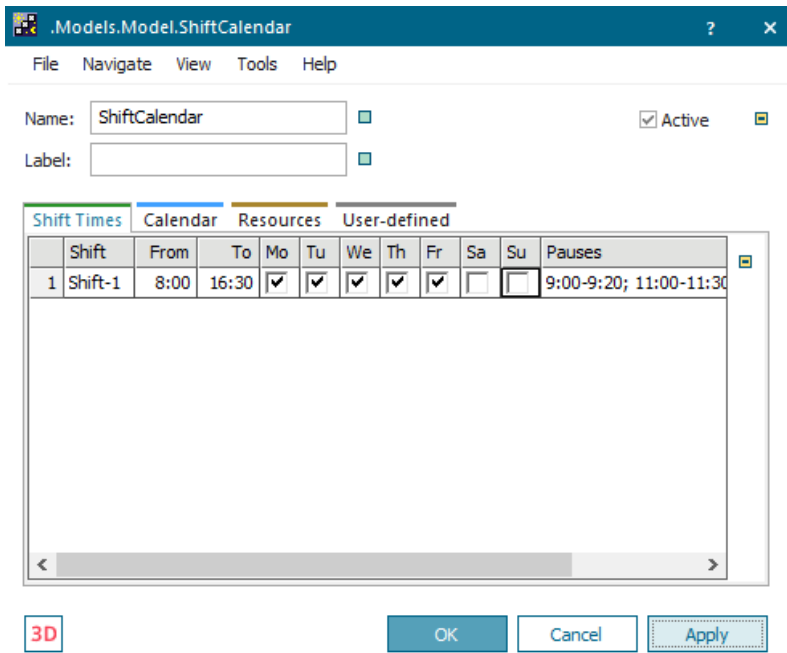 .Models.Model.ShiftCalendar ? ×
File Navigate View Tools Help
Name: ShiftCalendar Active
Label:
Shift Times Calendar Resources User-defined
Shift From To Mo Tu We Th Fr Sa Su Pauses
1 Shift-1 8:00 16:30 9:00-9:20; 11:00-11:30
3D OK Cancel Apply